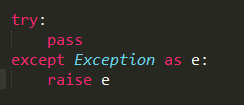 try:
    pass
except Exception as e:
    raise e